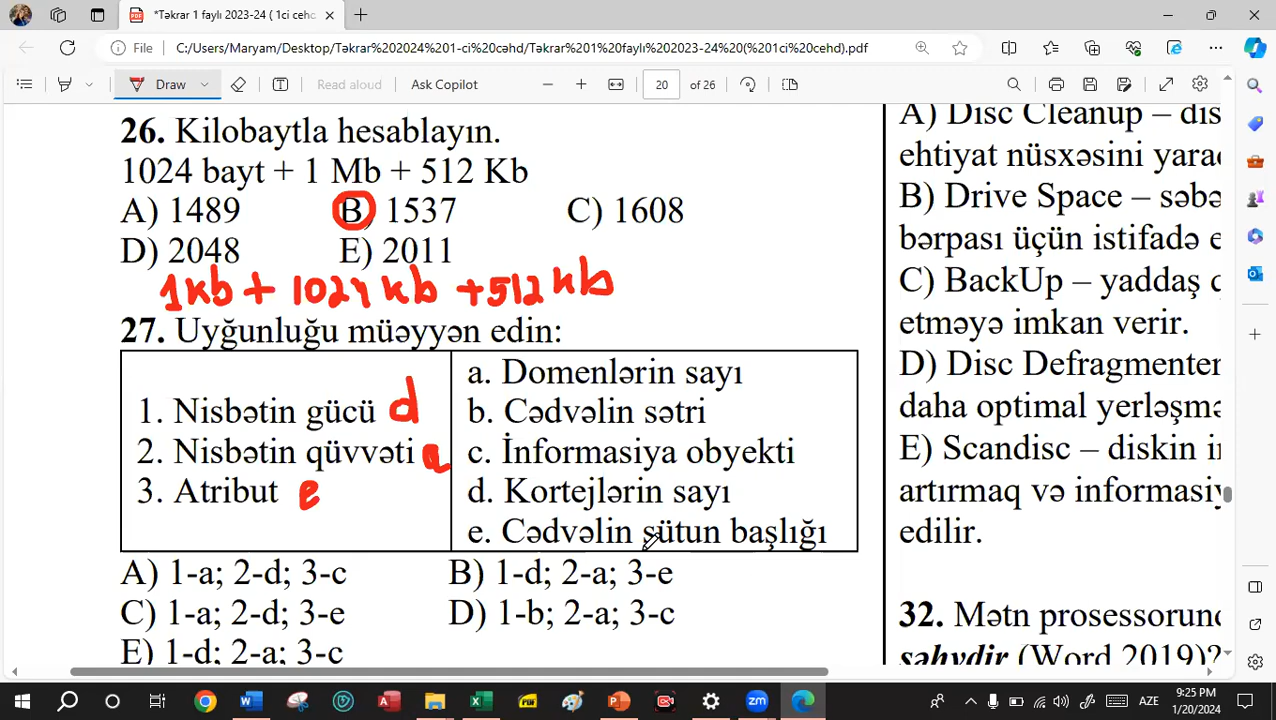 *Təkrar 1 faylı 2023-24 ( 1ci cehd
File C:/Users/Maryam/Desktop/Təkrar%202024%201-ci%20cəhd/Təkrar%201%20faylı%202023-24%20(%201ci%20cehd).pdf
Draw Read aloud Ask Copilot 20 of 26
26. Kilobaytla hesablayın.
1024 bayt + 1 Mb + 512 Kb
A) 1489 B) 1537 C) 1608
D) 2048 E) 2011
1kb + 1024 kb + 512 kb
27. Uyğunluğu müəyyən edin:
1. Nisbətin gücü d
2. Nisbətin qüvvəti a
3. Atribut e
a. Domenlərin sayı
b. Cədvəlin sətri
c. İnformasiya obyekti
d. Kortejlərin sayı
e. Cədvəlin sütun başlığı
A) 1-a; 2-d; 3-c B) 1-d; 2-a; 3-e
C) 1-a; 2-d; 3-e D) 1-b; 2-a; 3-c
E) 1-d; 2-a; 3-c
A) Disc Cleanup – dis
ehtiyat nüsxəsini yarad
B) Drive Space – səbə
bərpası üçün istifadə e
C) BackUp – yaddaş q
etməyə imkan verir.
D) Disc Defragmenter
daha optimal yerləşmə
E) Scandisc – diskin in
artırmaq və informasiy
edilir.
32. Mətn prosessorund
səhvdir (Word 2019)?
AZE
9:25 PM
1/20/2024